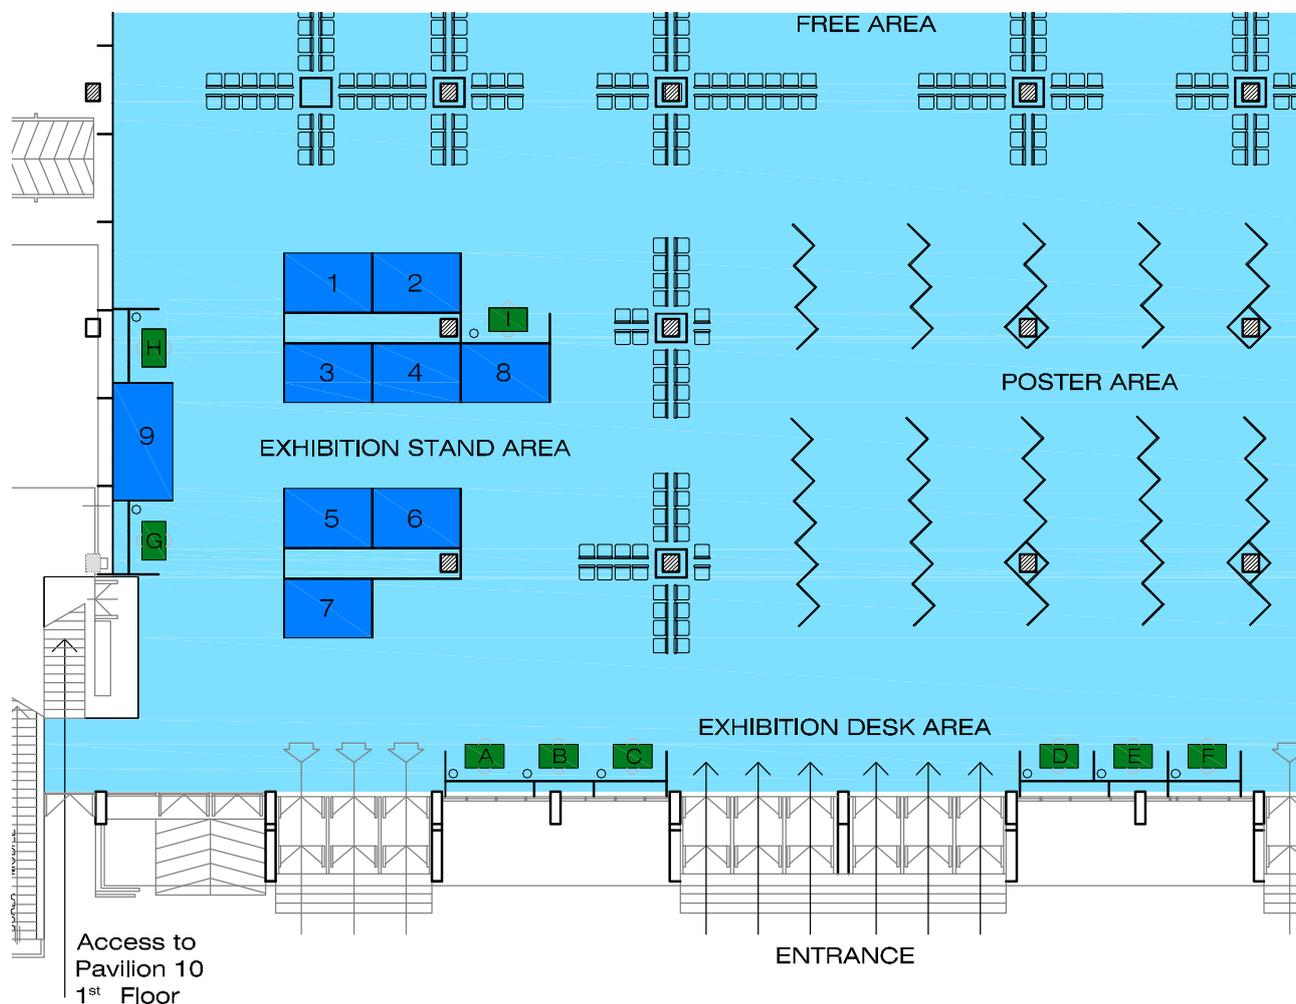 FREE AREA
1 2
I
H
3 4 8
POSTER AREA
9
EXHIBITION STAND AREA
5 6
G
7
EXHIBITION DESK AREA
A B C D E F
Access to
Pavilion 10
1st Floor
ENTRANCE